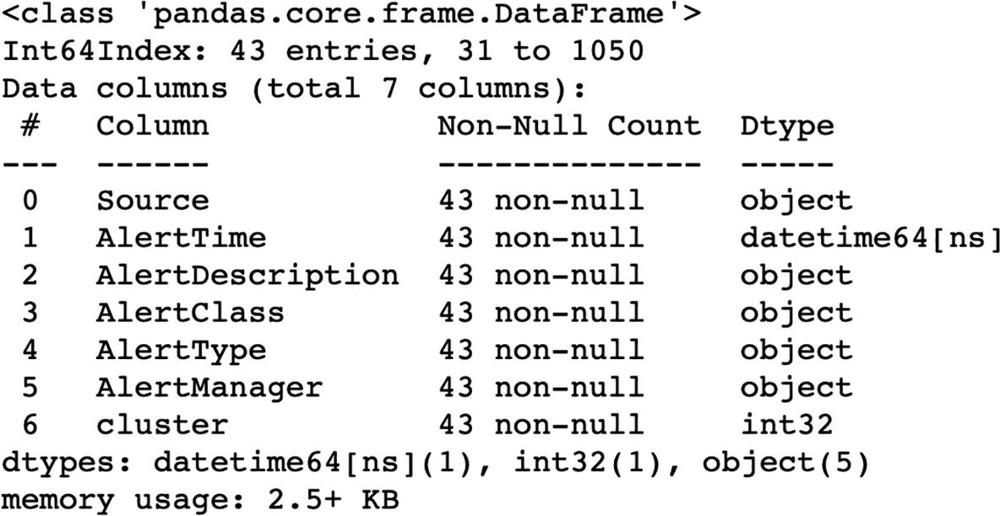 <class 'pandas.core.frame.DataFrame'>
Int64Index: 43 entries, 31 to 1050
Data columns (total 7 columns):
 #   Column            Non-Null Count  Dtype
---  ------            --------------  -----
 0   Source            43 non-null     object
 1   AlertTime         43 non-null     datetime64[ns]
 2   AlertDescription  43 non-null     object
 3   AlertClass        43 non-null     object
 4   AlertType         43 non-null     object
 5   AlertManager      43 non-null     object
 6   cluster           43 non-null     int32
dtypes: datetime64[ns](1), int32(1), object(5)
memory usage: 2.5+ KB